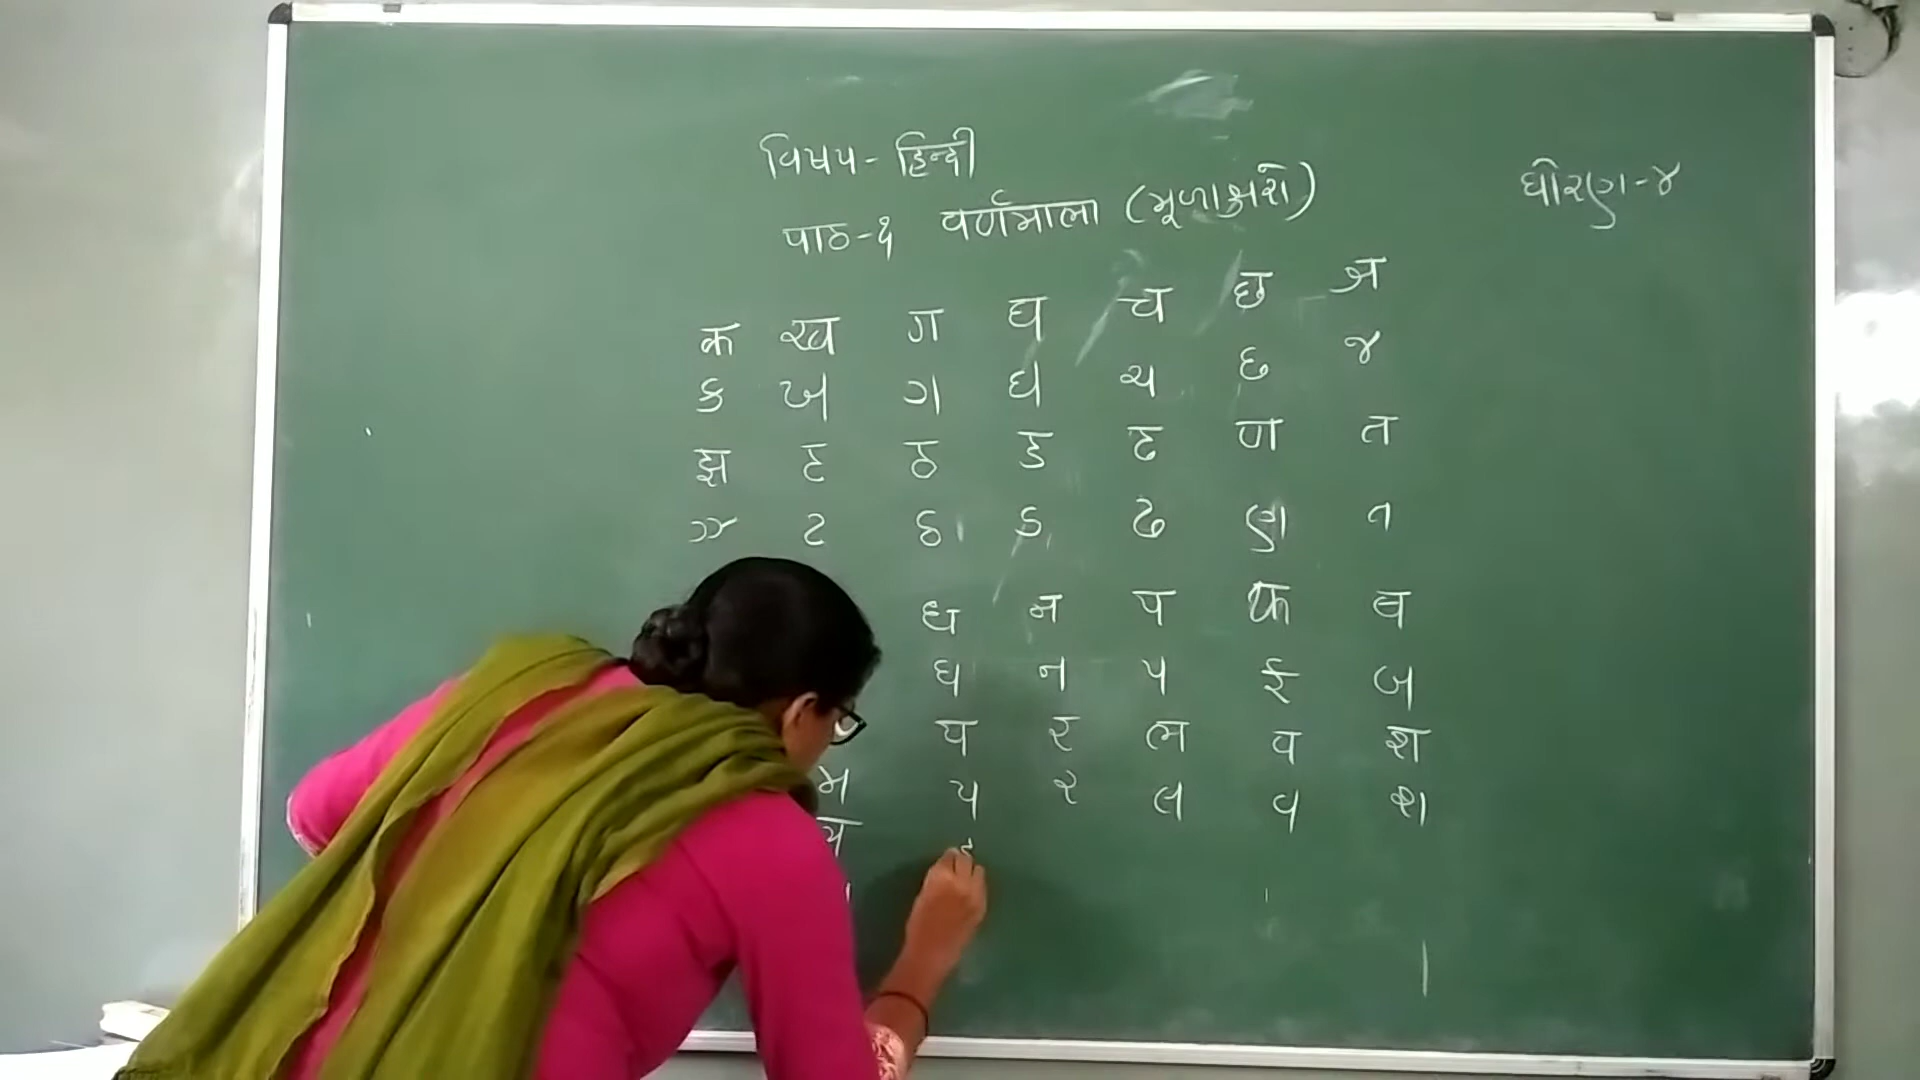 विषय - हिन्दी
धोરણ - ૪
पाठ - १ वर्णमाला (મૂળાક્ષરો)
क ख ग घ च छ ज
ક ખ ગ ઘ ચ છ જ
झ ट ठ ड ढ ण त
ઝ ટ ઠ ડ ઢ ણ ત
ध न प फ ब
ધ ન પ ફ બ
य र ल व श
મ ય ર લ વ શ